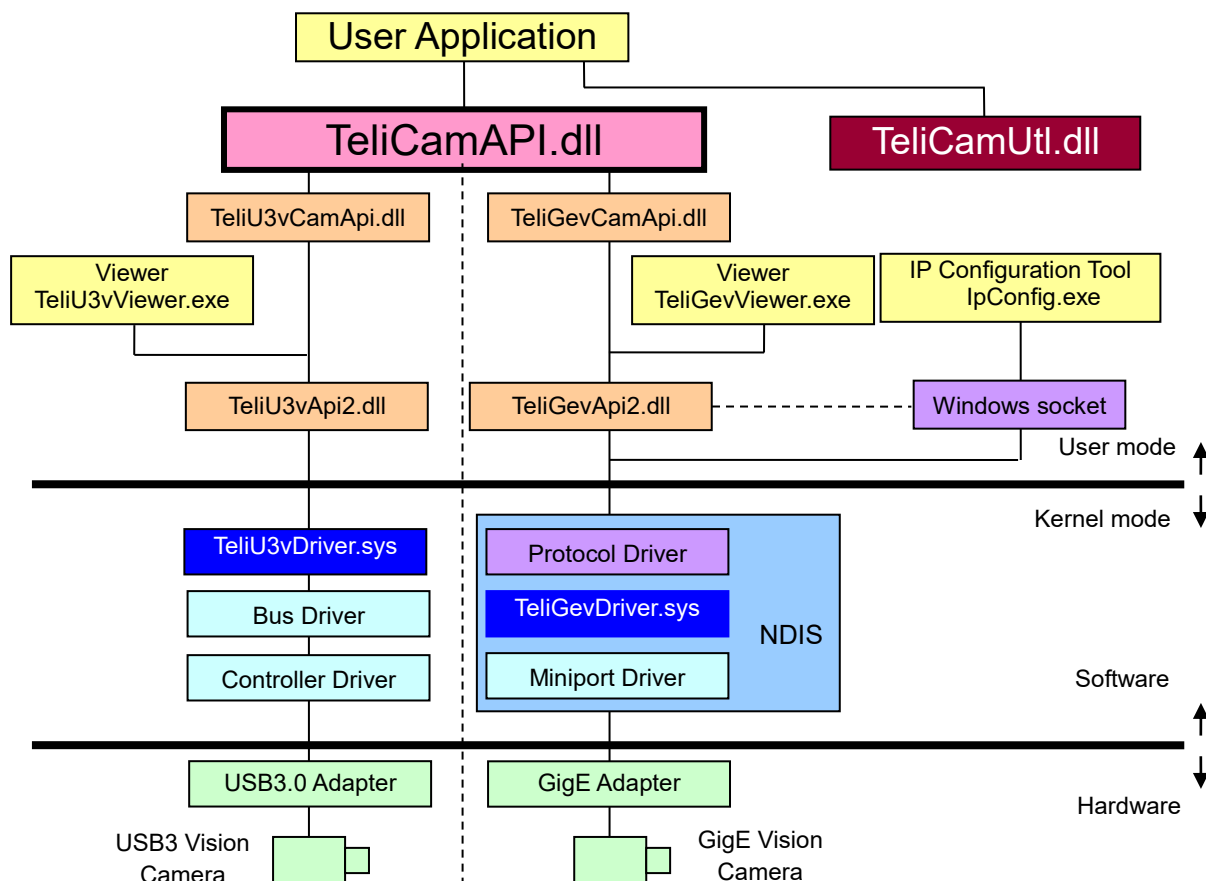 User Application
TeliCamAPI.dll
TeliCamUtl.dll
TeliU3vCamApi.dll
TeliGevCamApi.dll
Viewer
TeliU3vViewer.exe
Viewer
TeliGevViewer.exe
IP Configuration Tool
IpConfig.exe
TeliU3vApi2.dll
TeliGevApi2.dll
Windows socket
User mode
Kernel mode
TeliU3vDriver.sys
Protocol Driver
Bus Driver
TeliGevDriver.sys
NDIS
Controller Driver
Miniport Driver
Software
USB3.0 Adapter
GigE Adapter
Hardware
USB3 Vision
Camera
GigE Vision
Camera